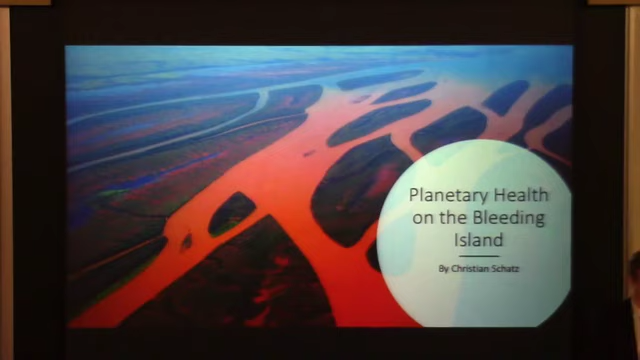 Planetary Health
on the Bleeding
Island
By Christian Schatz